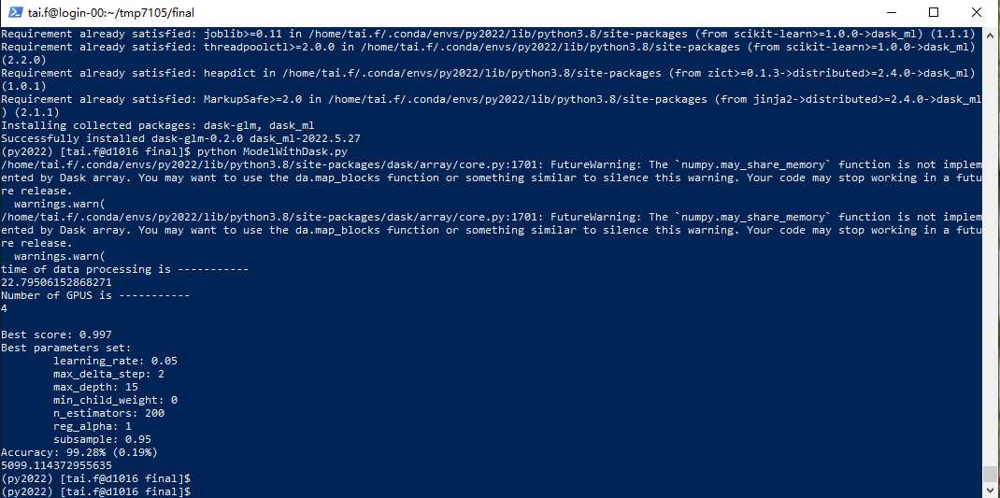 tai.f@login-00:~/tmp7105/final
Requirement already satisfied: joblib>=0.11 in /home/tai.f/.conda/envs/py2022/lib/python3.8/site-packages (from scikit-learn>=1.0.0->dask_ml) (1.1.1)
Requirement already satisfied: threadpoolctl>=2.0.0 in /home/tai.f/.conda/envs/py2022/lib/python3.8/site-packages (from scikit-learn>=1.0.0->dask_ml)
(2.2.0)
Requirement already satisfied: heapdict in /home/tai.f/.conda/envs/py2022/lib/python3.8/site-packages (from zict>=0.1.3->distributed>=2.4.0->dask_ml)
(1.0.1)
Requirement already satisfied: MarkupSafe>=2.0 in /home/tai.f/.conda/envs/py2022/lib/python3.8/site-packages (from jinja2->distributed>=2.4.0->dask_ml
) (2.1.1)
Installing collected packages: dask-glm, dask_ml
Successfully installed dask-glm-0.2.0 dask_ml-2022.5.27
(py2022) [tai.f@d1016 final]$ python ModelWithDask.py
/home/tai.f/.conda/envs/py2022/lib/python3.8/site-packages/dask/array/core.py:1701: FutureWarning: The `numpy.may_share_memory` function is not implem
ented by Dask array. You may want to use the da.map_blocks function or something similar to silence this warning. Your code may stop working in a futu
re release.
  warnings.warn(
/home/tai.f/.conda/envs/py2022/lib/python3.8/site-packages/dask/array/core.py:1701: FutureWarning: The `numpy.may_share_memory` function is not implem
ented by Dask array. You may want to use the da.map_blocks function or something similar to silence this warning. Your code may stop working in a futu
re release.
  warnings.warn(
time of data processing is -----------
22.79506152868271
Number of GPUS is -----------
4
Best score: 0.997
Best parameters set:
        learning_rate: 0.05
        max_delta_step: 2
        max_depth: 15
        min_child_weight: 0
        n_estimators: 200
        reg_alpha: 1
        subsample: 0.95
Accuracy: 99.28% (0.19%)
5099.114372955635
(py2022) [tai.f@d1016 final]$
(py2022) [tai.f@d1016 final]$